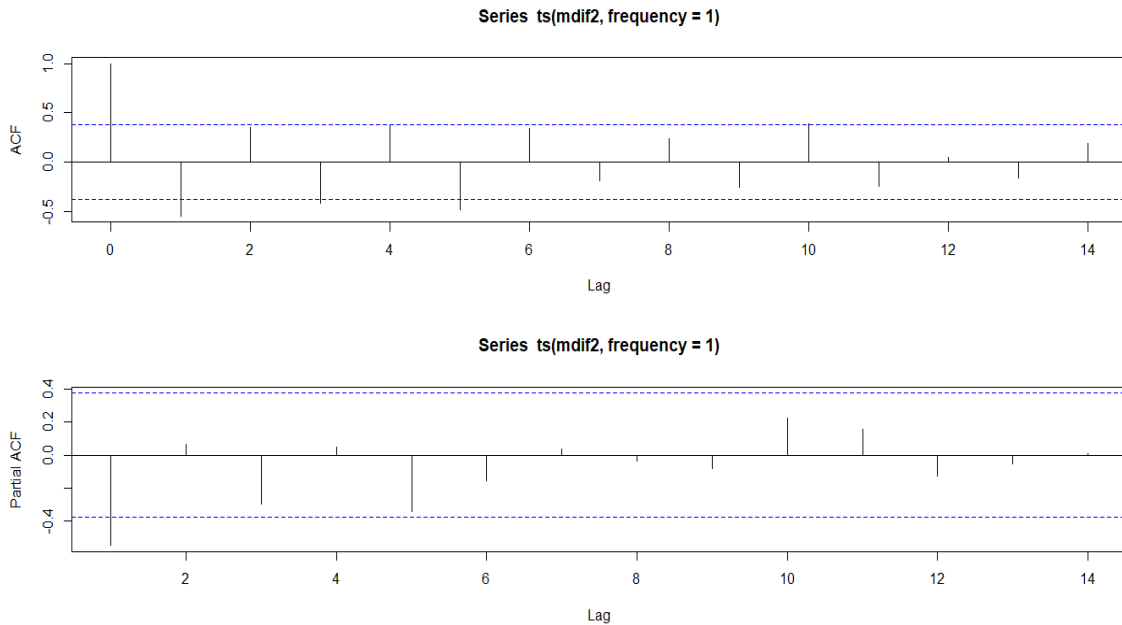 Series ts(mdif2, frequency = 1)
1.0
0.5
0.0
-0.5
ACF
0 2 4 6 8 10 12 14
Lag
Series ts(mdif2, frequency = 1)
0.4
0.2
0.0
-0.4
Partial ACF
2 4 6 8 10 12 14
Lag